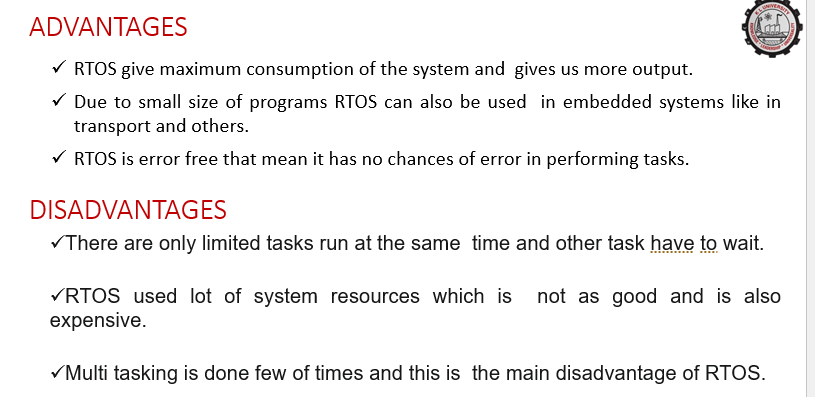 ADVANTAGES
✓ RTOS give maximum consumption of the system and gives us more output.
✓ Due to small size of programs RTOS can also be used in embedded systems like in
transport and others.
✓ RTOS is error free that mean it has no chances of error in performing tasks.
DISADVANTAGES
✓There are only limited tasks run at the same time and other task have to wait.
✓RTOS used lot of system resources which is not as good and is also
expensive.
✓Multi tasking is done few of times and this is the main disadvantage of RTOS.